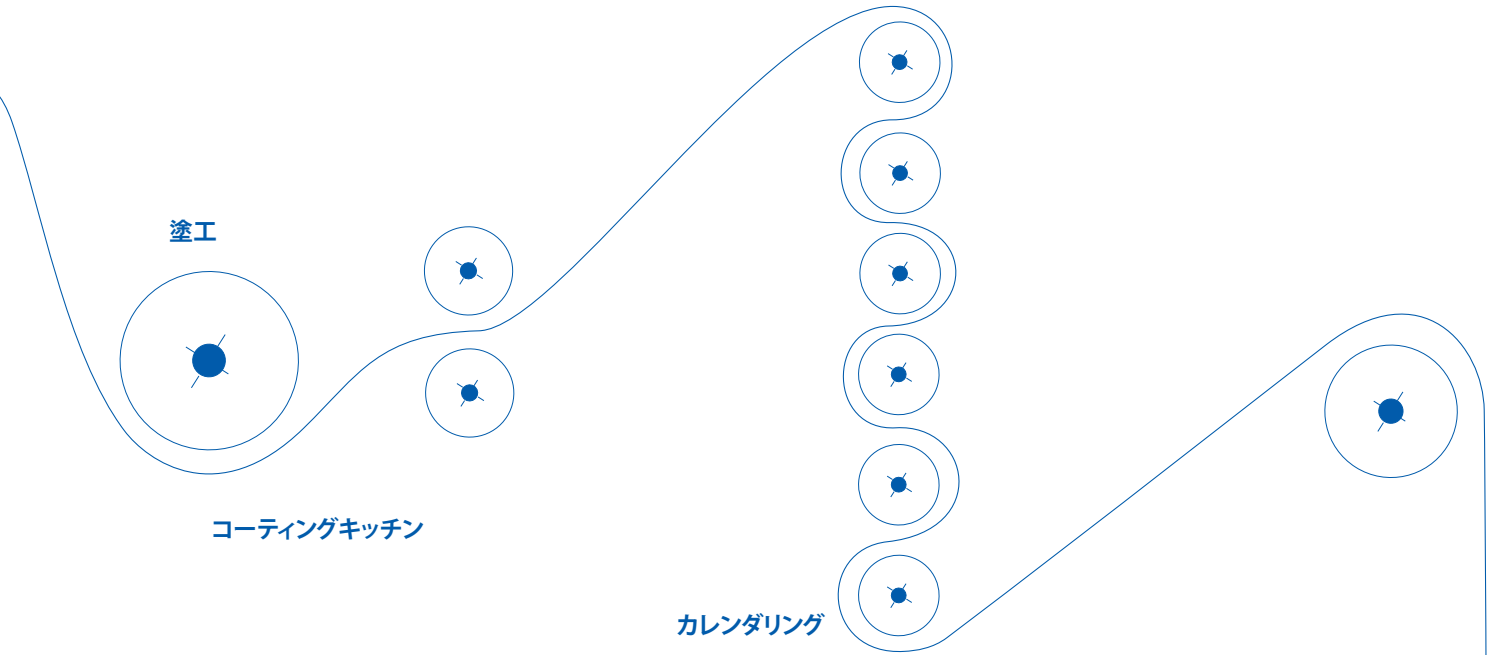 塗工
コーティングキッチン
カレンダリング